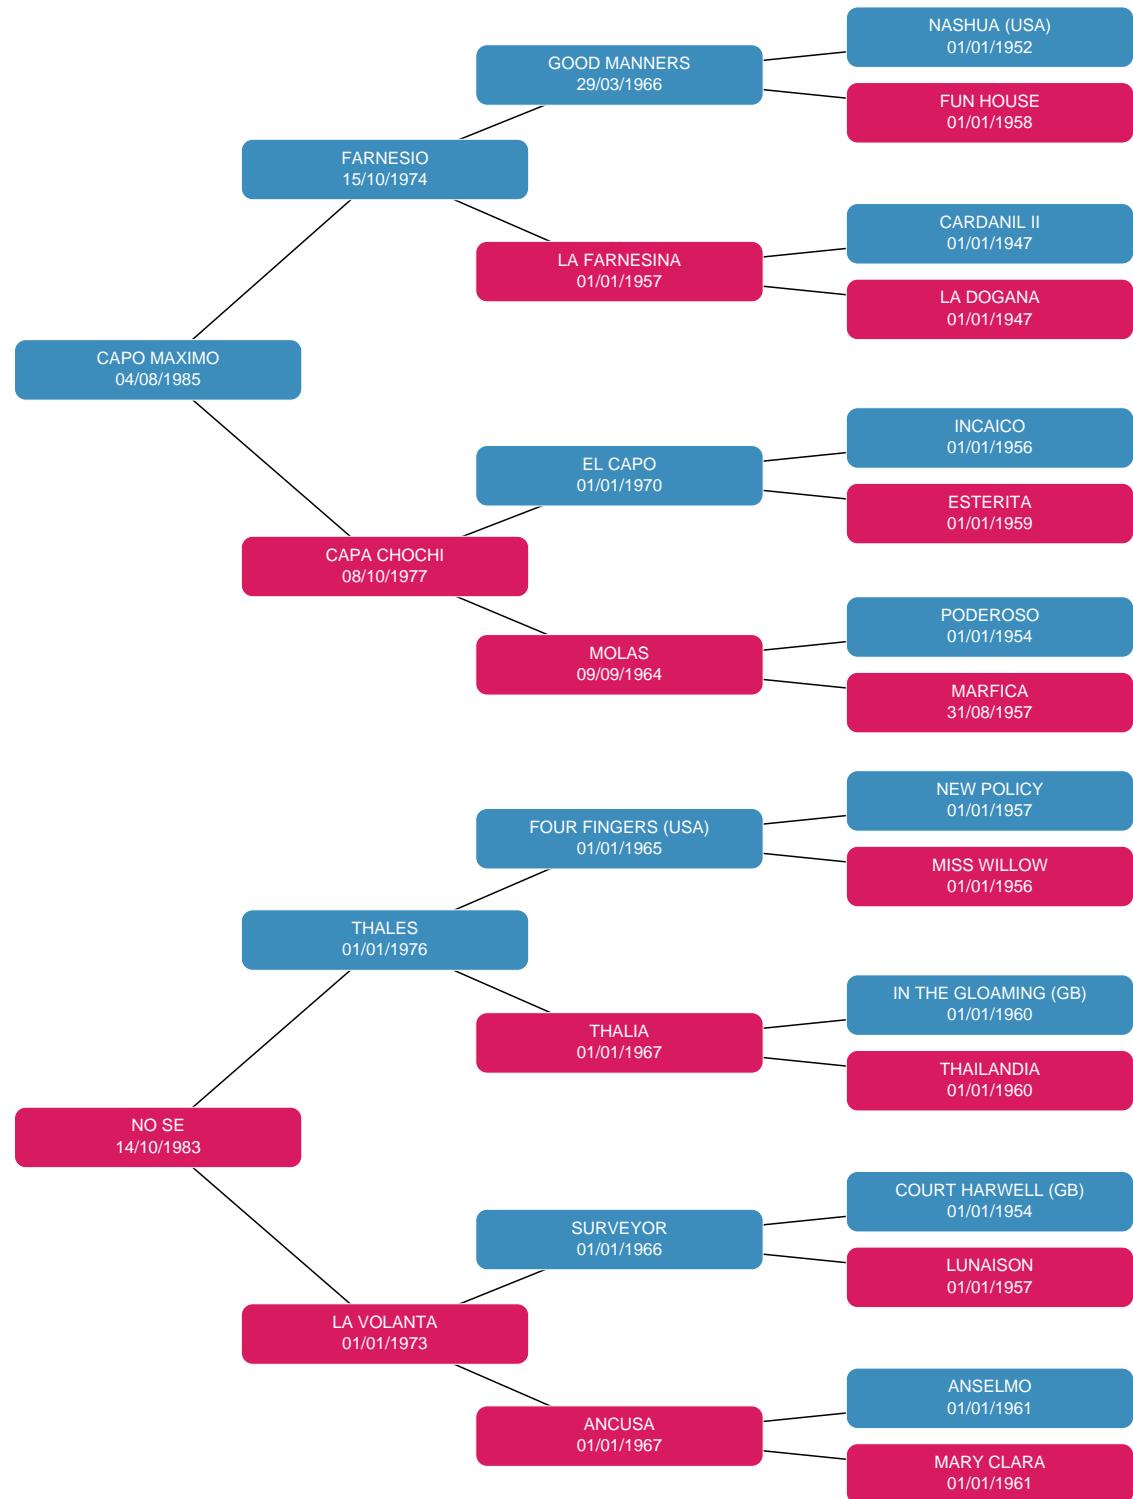 NASHUA (USA)
01/01/1952
GOOD MANNERS
29/03/1966
FUN HOUSE
01/01/1958
FARNESIO
15/10/1974
CARDANIL II
01/01/1947
LA FARNESINA
01/01/1957
LA DOGANA
01/01/1947
CAPO MAXIMO
04/08/1985
INCAICO
01/01/1956
EL CAPO
01/01/1970
ESTERITA
01/01/1959
CAPA CHOCHI
08/10/1977
PODEROSO
01/01/1954
MOLAS
09/09/1964
MARFICA
31/08/1957
NEW POLICY
01/01/1957
FOUR FINGERS (USA)
01/01/1965
MISS WILLOW
01/01/1956
THALES
01/01/1976
IN THE GLOAMING (GB)
01/01/1960
THALIA
01/01/1967
THAILANDIA
01/01/1960
NO SE
14/10/1983
COURT HARWELL (GB)
01/01/1954
SURVEYOR
01/01/1966
LUNAISON
01/01/1957
LA VOLANTA
01/01/1973
ANSELMO
01/01/1961
ANCUSA
01/01/1967
MARY CLARA
01/01/1961